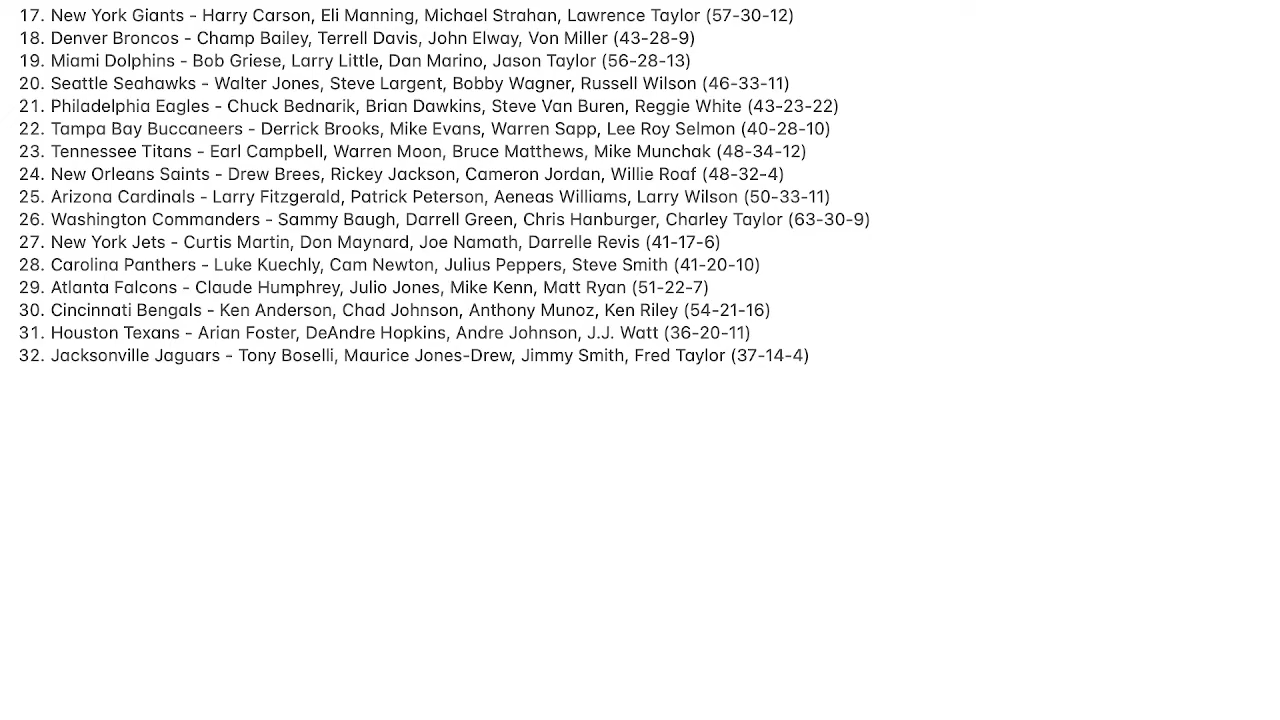 17. New York Giants - Harry Carson, Eli Manning, Michael Strahan, Lawrence Taylor (57-30-12)
18. Denver Broncos - Champ Bailey, Terrell Davis, John Elway, Von Miller (43-28-9)
19. Miami Dolphins - Bob Griese, Larry Little, Dan Marino, Jason Taylor (56-28-13)
20. Seattle Seahawks - Walter Jones, Steve Largent, Bobby Wagner, Russell Wilson (46-33-11)
21. Philadelphia Eagles - Chuck Bednarik, Brian Dawkins, Steve Van Buren, Reggie White (43-23-22)
22. Tampa Bay Buccaneers - Derrick Brooks, Mike Evans, Warren Sapp, Lee Roy Selmon (40-28-10)
23. Tennessee Titans - Earl Campbell, Warren Moon, Bruce Matthews, Mike Munchak (48-34-12)
24. New Orleans Saints - Drew Brees, Rickey Jackson, Cameron Jordan, Willie Roaf (48-32-4)
25. Arizona Cardinals - Larry Fitzgerald, Patrick Peterson, Aeneas Williams, Larry Wilson (50-33-11)
26. Washington Commanders - Sammy Baugh, Darrell Green, Chris Hanburger, Charley Taylor (63-30-9)
27. New York Jets - Curtis Martin, Don Maynard, Joe Namath, Darrelle Revis (41-17-6)
28. Carolina Panthers - Luke Kuechly, Cam Newton, Julius Peppers, Steve Smith (41-20-10)
29. Atlanta Falcons - Claude Humphrey, Julio Jones, Mike Kenn, Matt Ryan (51-22-7)
30. Cincinnati Bengals - Ken Anderson, Chad Johnson, Anthony Munoz, Ken Riley (54-21-16)
31. Houston Texans - Arian Foster, DeAndre Hopkins, Andre Johnson, J.J. Watt (36-20-11)
32. Jacksonville Jaguars - Tony Boselli, Maurice Jones-Drew, Jimmy Smith, Fred Taylor (37-14-4)